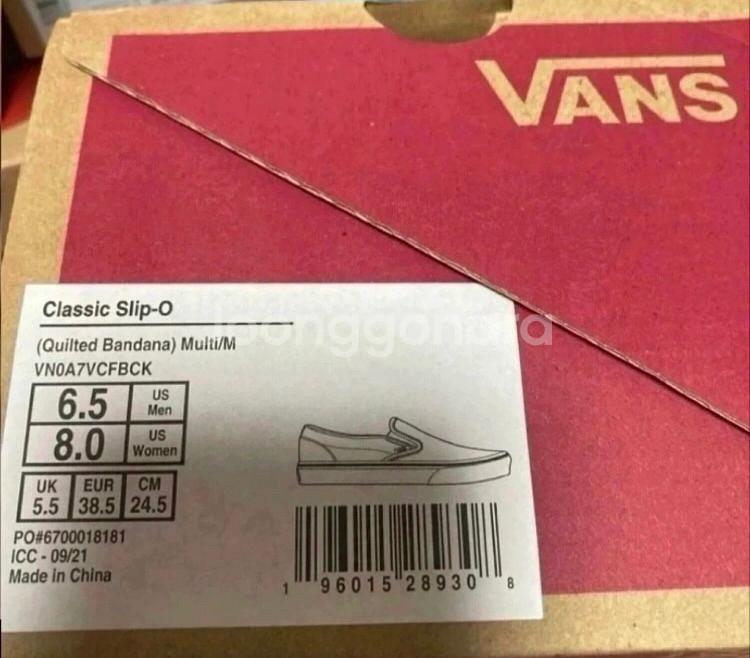 VANS
Classic Slip-O
(Quilted Bandana) Multi/M
VN0A7VCFBCK
6.5 US Men
8.0 US Women
UK EUR CM
5.5 38.5 24.5
PO#6700018181
ICC - 09/21
Made in China
1 96015 28930 8